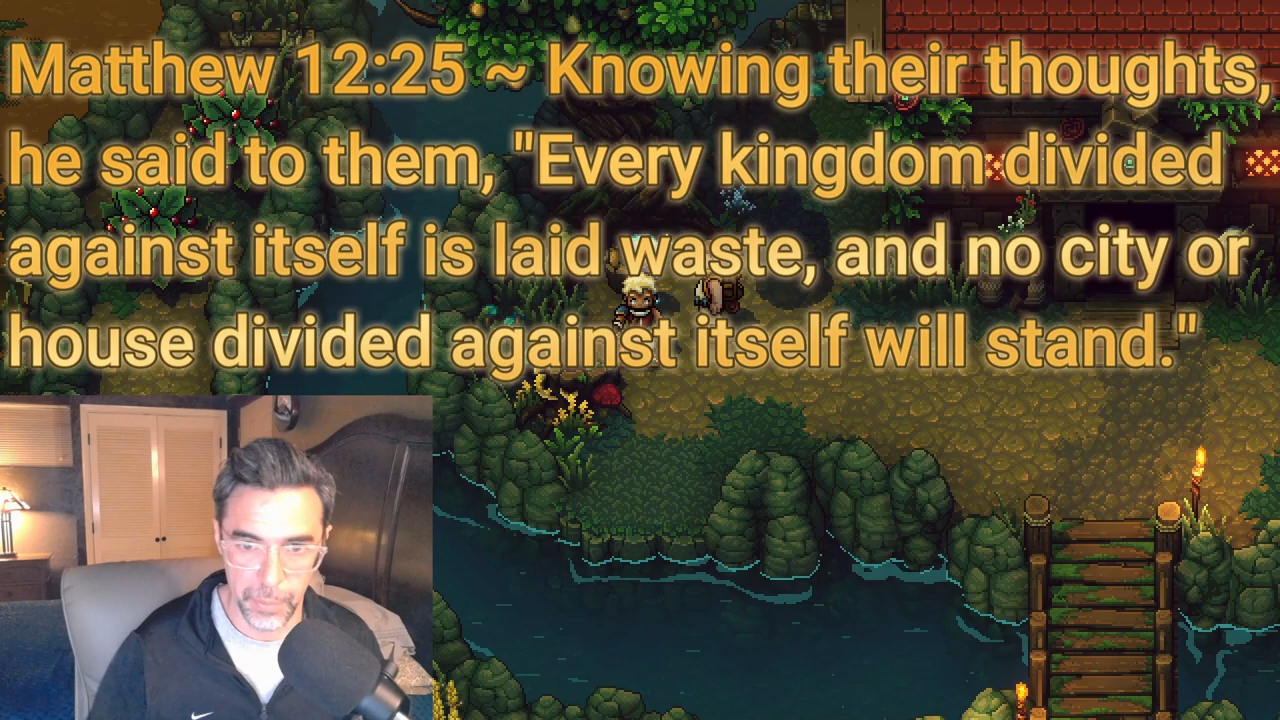 Matthew 12:25 ~ Knowing their thoughts,
he said to them, "Every kingdom divided
against itself is laid waste, and no city or
house divided against itself will stand."